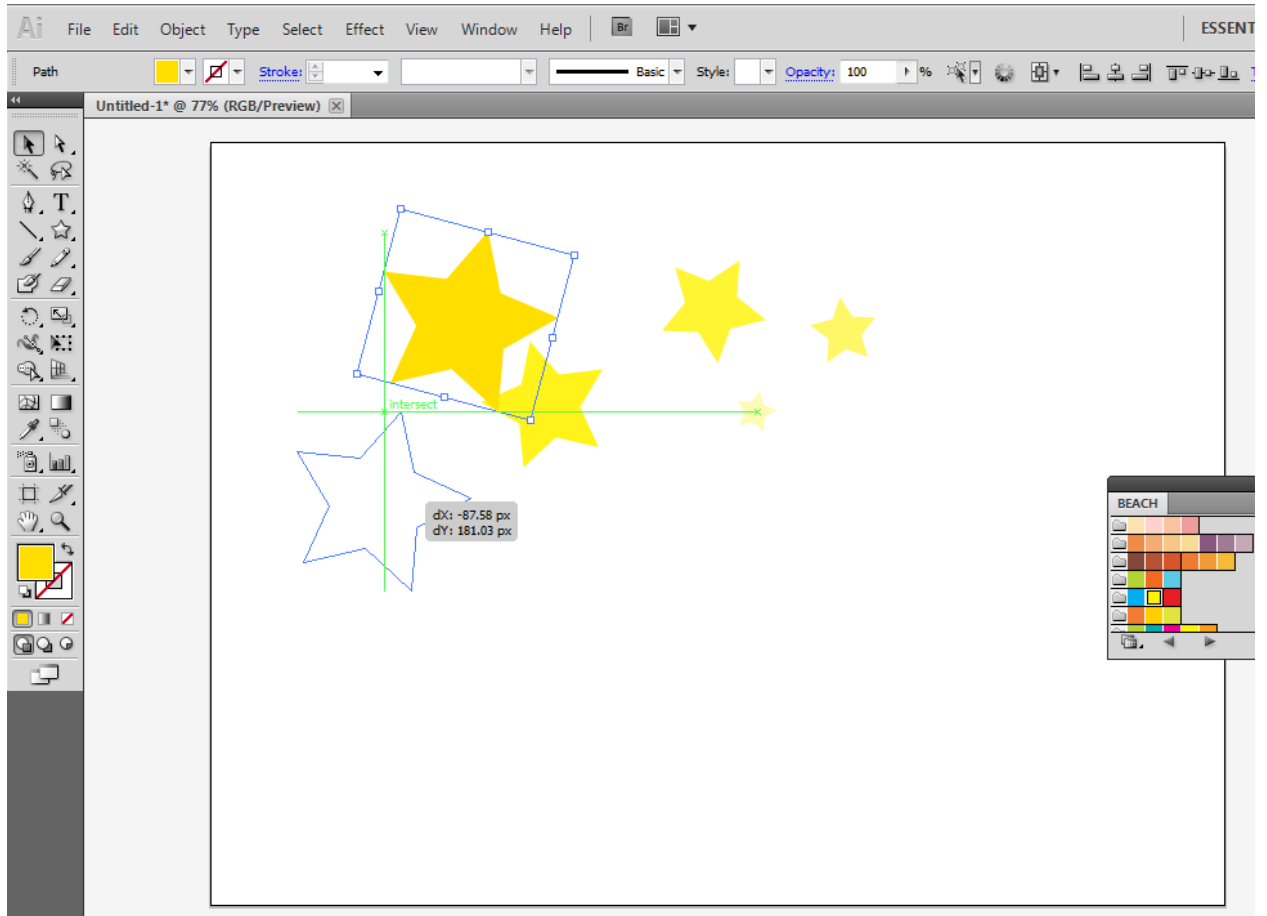 Ai File Edit Object Type Select Effect View Window Help Br ESSENT
Path Stroke: Basic Style: Opacity: 100 %
Untitled-1* @ 77% (RGB/Preview)
T
intersect
BEACH
dX: -87.58 px
dY: 181.03 px